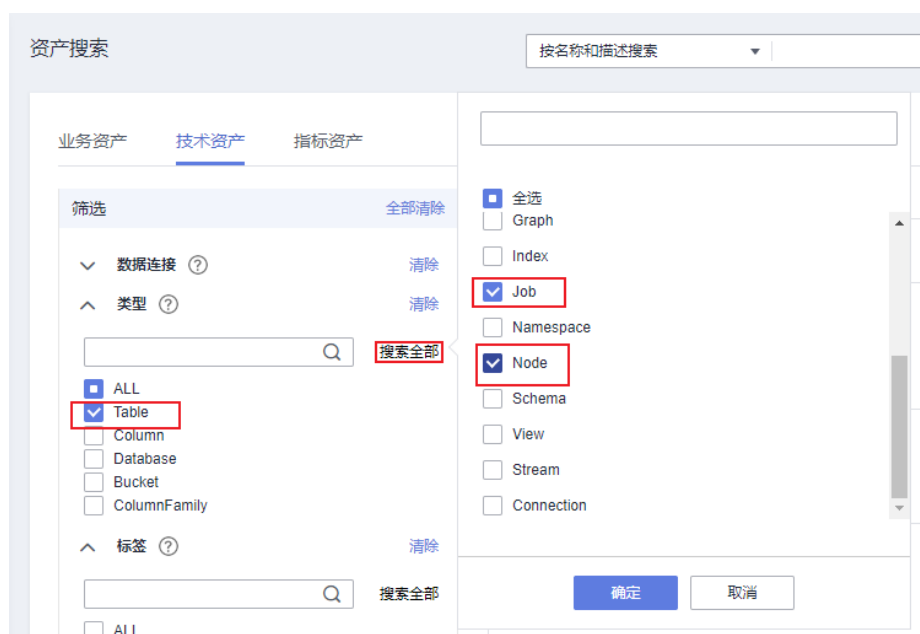 资产搜索
按名称和描述搜索
业务资产 技术资产 指标资产
筛选 全部清除
数据连接 ? 清除
类型 ? 清除
搜索全部
ALL
Table
Column
Database
Bucket
ColumnFamily
标签 ? 清除
搜索全部
ALL
全选
Graph
Index
Job
Namespace
Node
Schema
View
Stream
Connection
确定 取消